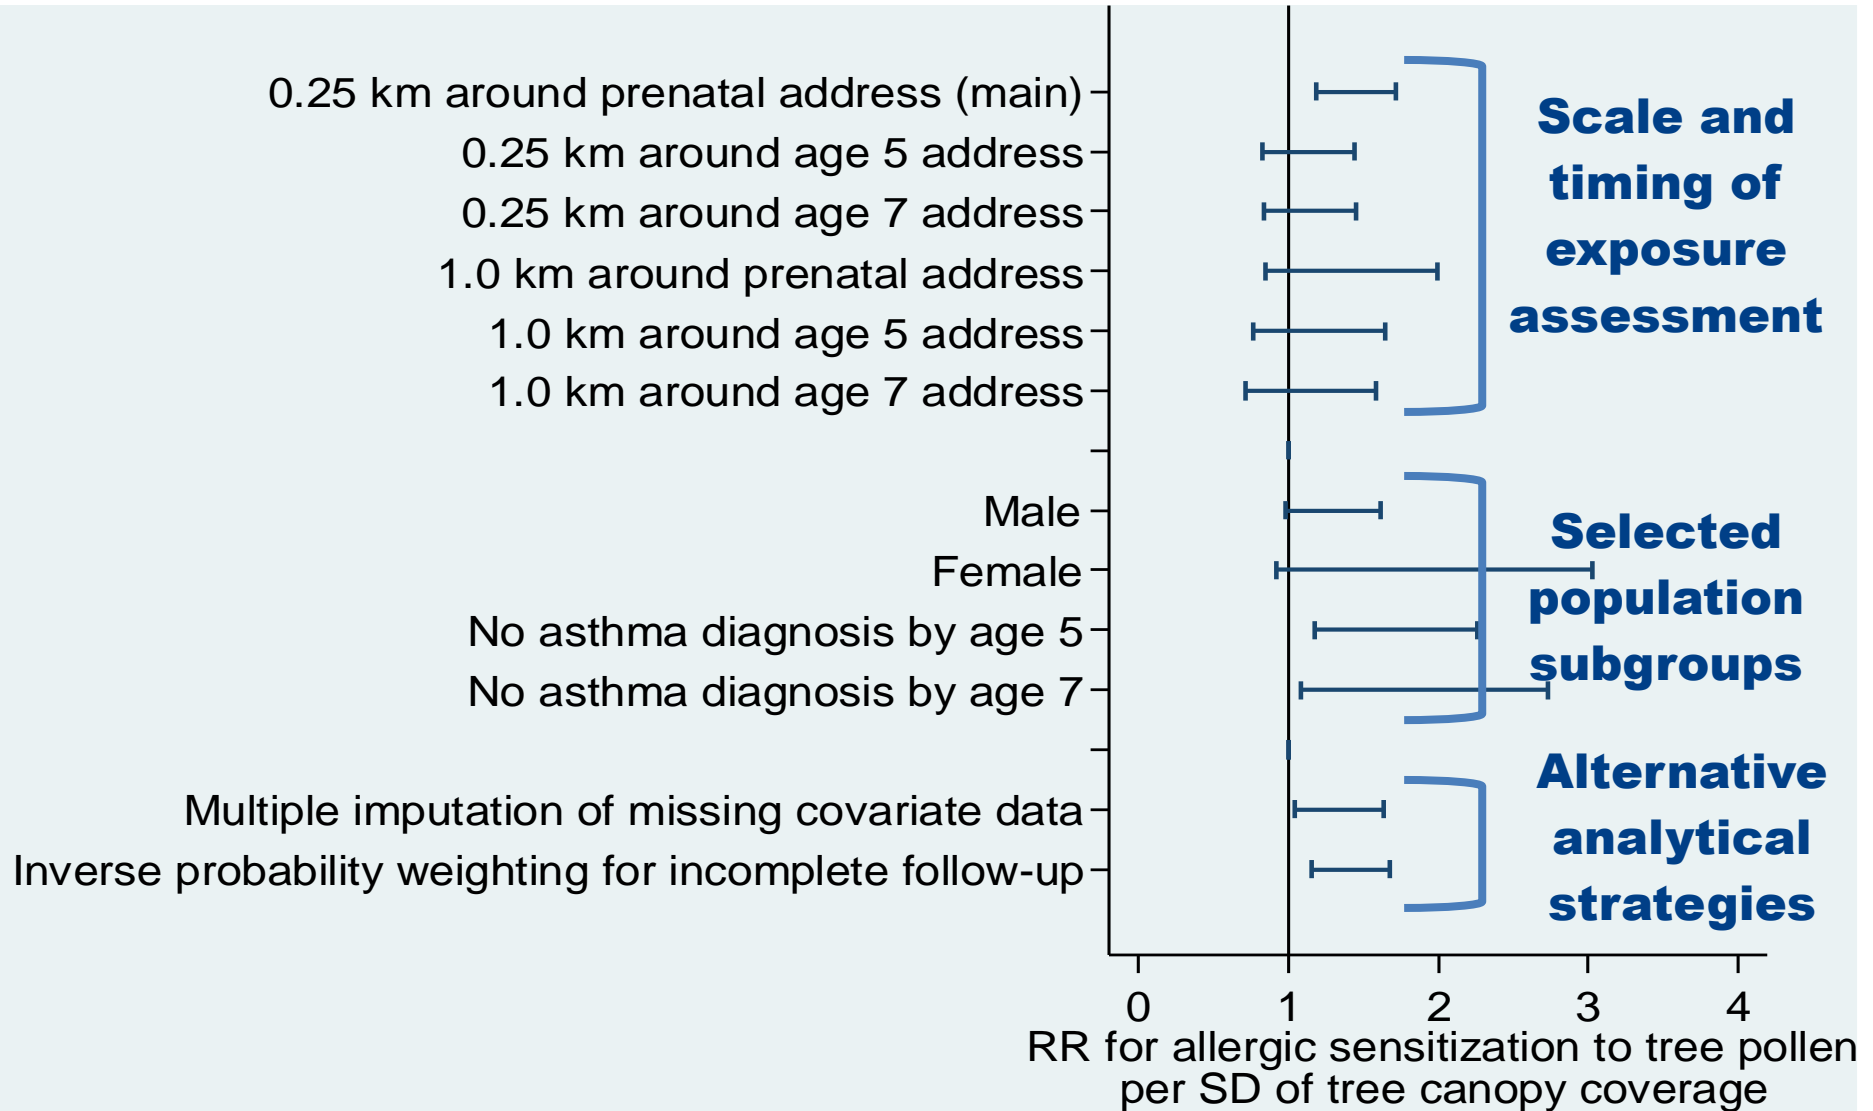 0.25 km around prenatal address (main)
0.25 km around age 5 address
0.25 km around age 7 address
1.0 km around prenatal address
1.0 km around age 5 address
1.0 km around age 7 address
Scale and
timing of
exposure
assessment
Male
Female
No asthma diagnosis by age 5
No asthma diagnosis by age 7
Selected
population
subgroups
Multiple imputation of missing covariate data
Inverse probability weighting for incomplete follow-up
Alternative
analytical
strategies
0 1 2 3 4
RR for allergic sensitization to tree pollen
per SD of tree canopy coverage